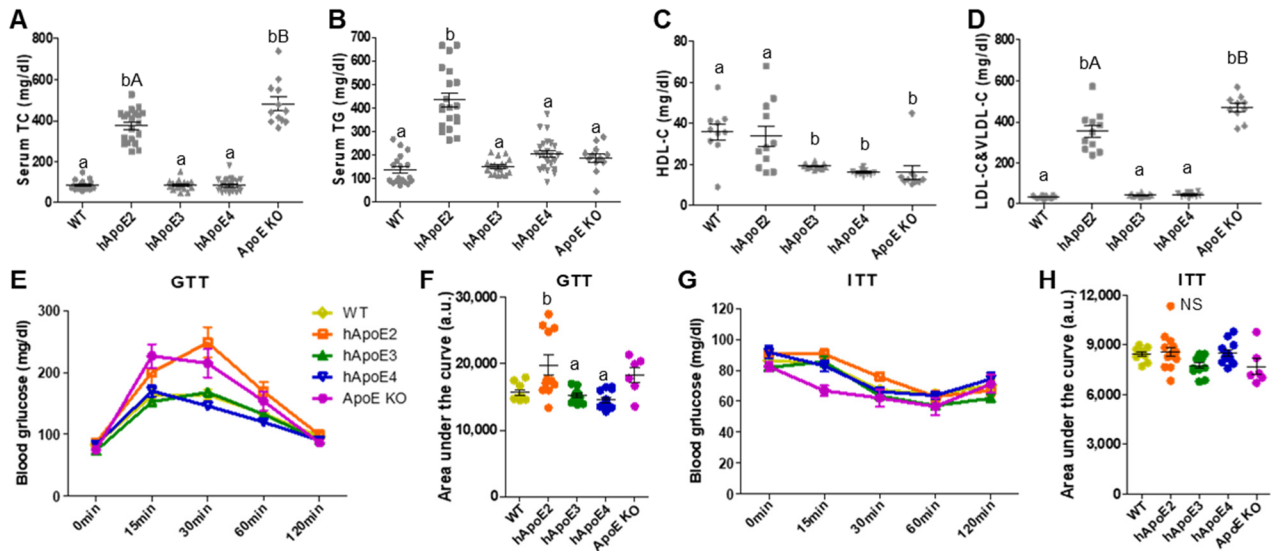 A
Serum TC (mg/dl)
800
600
400
200
0
a
bA
a
a
bB
WT
hApoE2
hApoE3
hApoE4
ApoE KO
B
Serum TG (mg/dl)
700
600
500
400
300
200
100
0
a
b
a
a
a
WT
hApoE2
hApoE3
hApoE4
ApoE KO
C
HDL-C (mg/dl)
80
60
40
20
0
a
a
b
b
b
WT
hApoE2
hApoE3
hApoE4
ApoE KO
D
LDL-C&VLDL-C (mg/dl)
800
600
400
200
0
a
bA
a
a
bB
WT
hApoE2
hApoE3
hApoE4
ApoE KO
E
GTT
Blood grlucose (mg/dl)
300
200
100
0
0min
15min
30min
60min
120min
WT
hApoE2
hApoE3
hApoE4
ApoE KO
F
GTT
Area under the curve (a.u.)
30,000
20,000
10,000
0
b
a
a
WT
hApoE2
hApoE3
hApoE4
ApoE KO
G
ITT
Blood grlucose (mg/dl)
120
100
80
60
40
20
0
0min
15min
30min
60min
120min
H
ITT
Area under the curve (a.u.)
12,000
9,000
6,000
3,000
0
NS
WT
hApoE2
hApoE3
hApoE4
ApoE KO